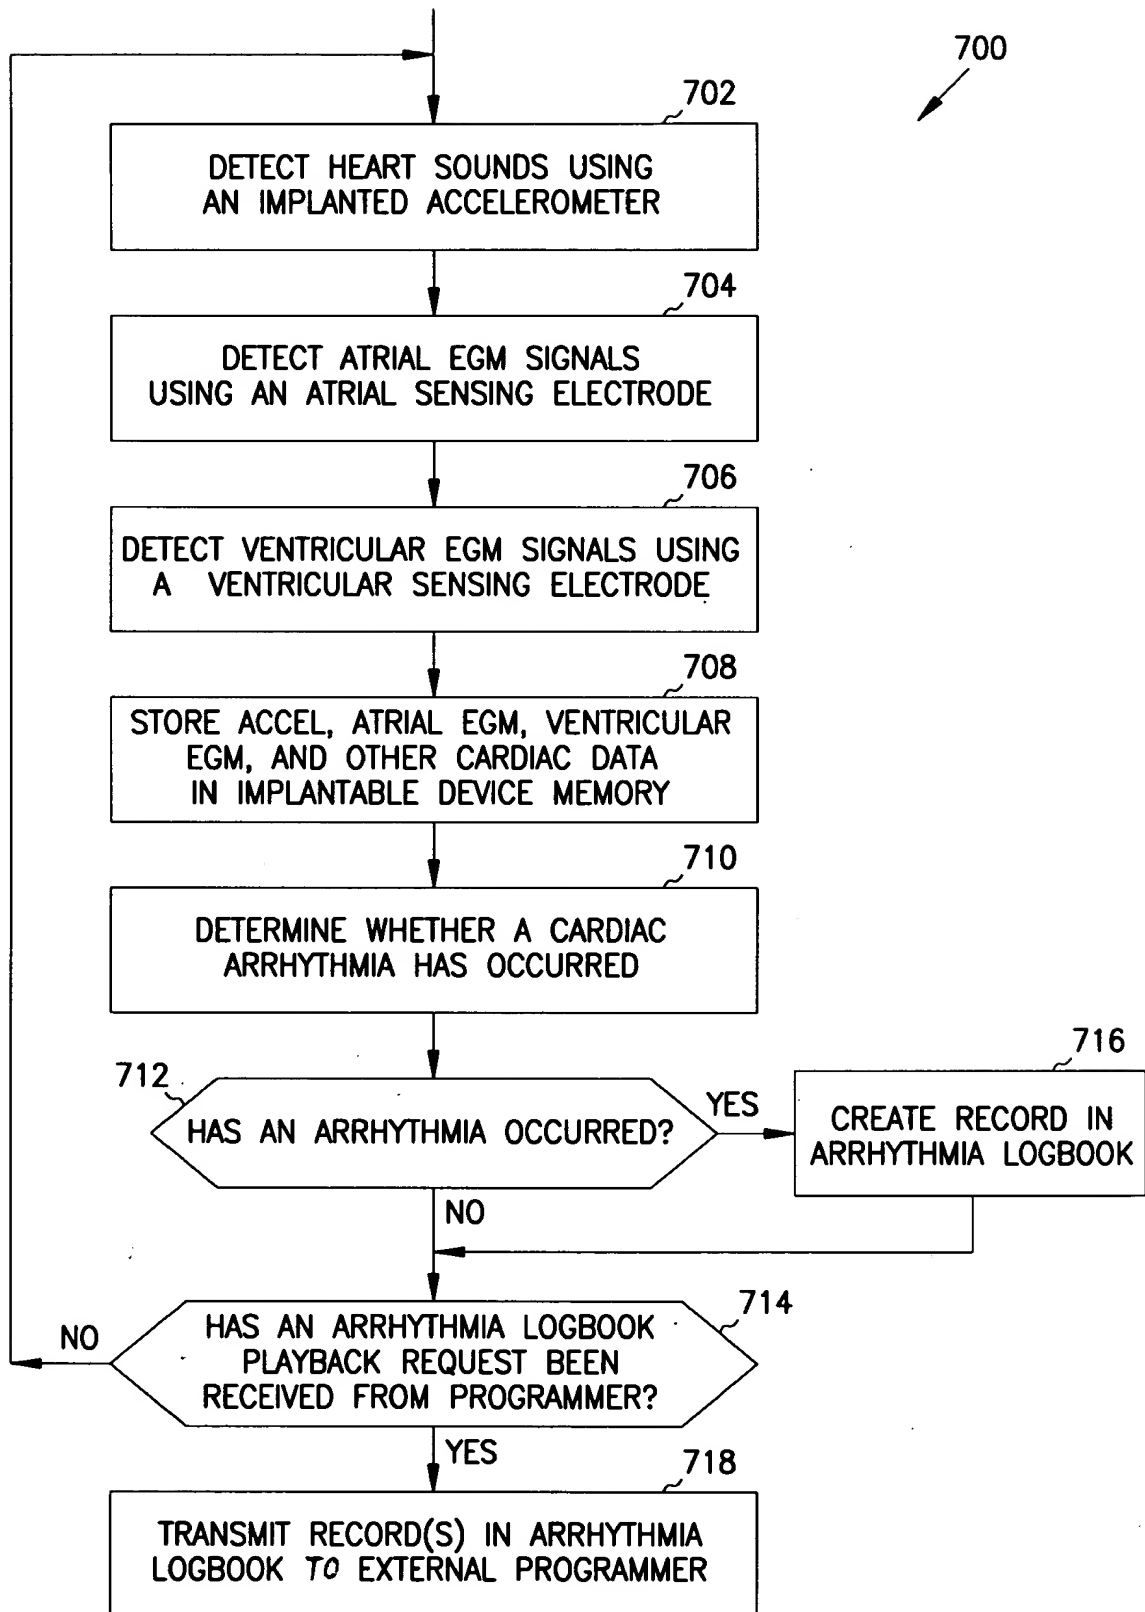 700
702
DETECT HEART SOUNDS USING
AN IMPLANTED ACCELEROMETER
704
DETECT ATRIAL EGM SIGNALS
USING AN ATRIAL SENSING ELECTRODE
706
DETECT VENTRICULAR EGM SIGNALS USING
A VENTRICULAR SENSING ELECTRODE
708
STORE ACCEL, ATRIAL EGM, VENTRICULAR
EGM, AND OTHER CARDIAC DATA
IN IMPLANTABLE DEVICE MEMORY
710
DETERMINE WHETHER A CARDIAC
ARRHYTHMIA HAS OCCURRED
712
HAS AN ARRHYTHMIA OCCURRED?
YES
716
CREATE RECORD IN
ARRHYTHMIA LOGBOOK
NO
714
HAS AN ARRHYTHMIA LOGBOOK
PLAYBACK REQUEST BEEN
RECEIVED FROM PROGRAMMER?
NO
YES
718
TRANSMIT RECORD(S) IN ARRHYTHMIA
LOGBOOK TO EXTERNAL PROGRAMMER